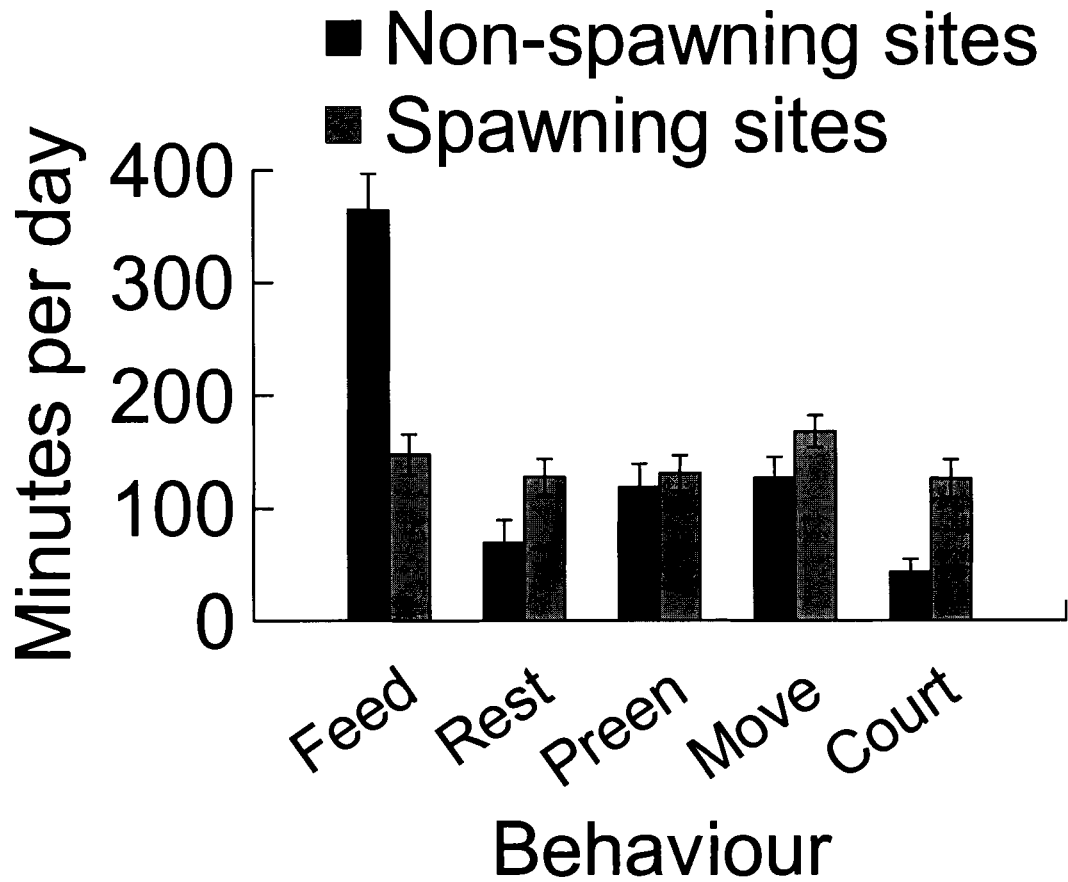 Non-spawning sites
Spawning sites
Minutes per day
400
300
200
100
0
Feed
Rest
Preen
Move
Court
Behaviour